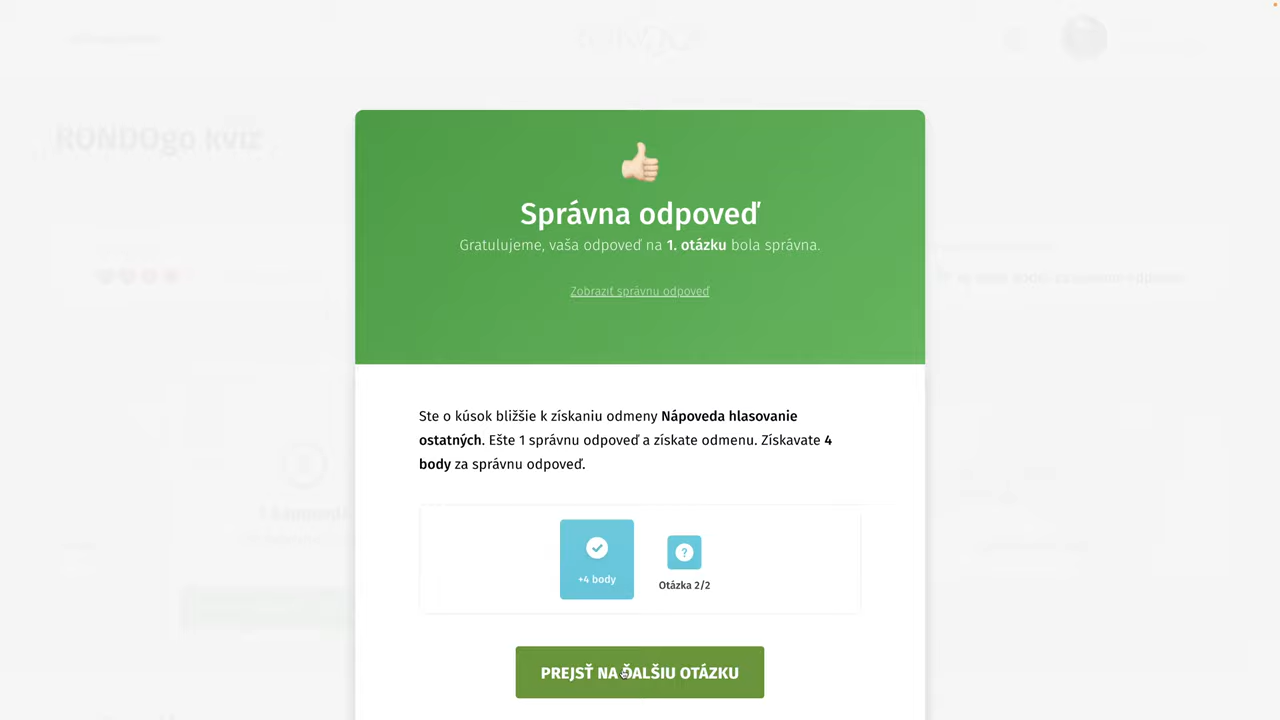 RONDOgo kvíz
Správna odpoveď
Gratulujeme, vaša odpoveď na 1. otázku bola správna.
Zobraziť správnu odpoveď
Ste o kúsok bližšie k získaniu odmeny Nápoveda hlasovanie
ostatných. Ešte 1 správnu odpoveď a získate odmenu. Získavate 4
body za správnu odpoveď.
+4 body
?
Otázka 2/2
PREJSŤ NA ĎALŠIU OTÁZKU